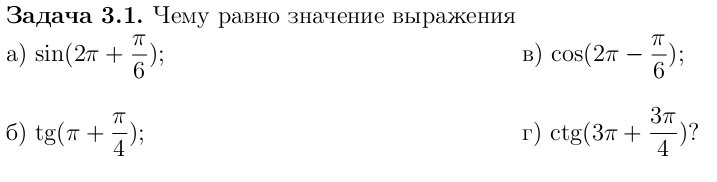 Задача 3.1. Чему равно значение выражения
а) sin(2π + π/6);
в) cos(2π − π/6);
б) tg(π + π/4);
г) ctg(3π + 3π/4)?